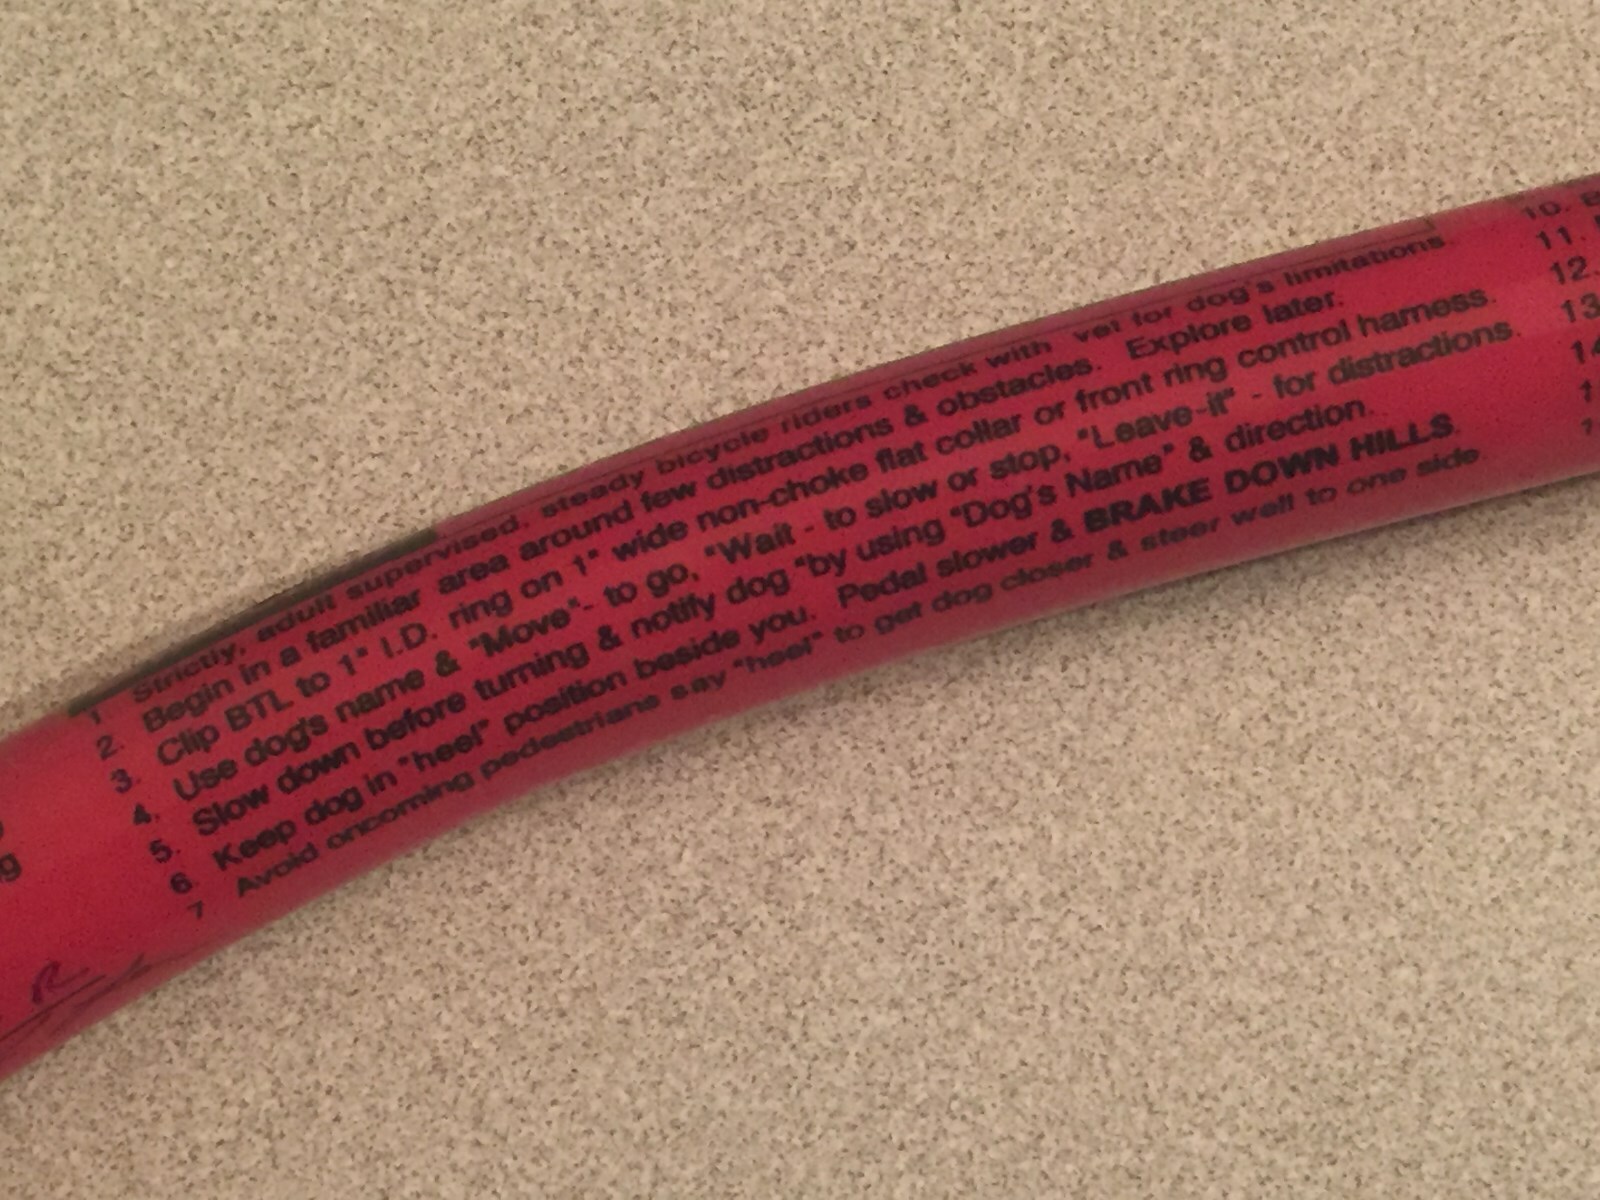 1 Strictly, adult supervised, steady bicycle riders check with vet for dog's limitations
2. Begin in a familiar area around few distractions & obstacles. Explore later.
3. Clip BTL to 1" I.D. ring on 1" wide non-choke flat collar or front ring control harness.
4. Use dog's name & "Move"- to go, "Wait - to slow or stop, "Leave-it" - for distractions.
5. Slow down before turning & notify dog "by using "Dog's Name" & direction.
6 Keep dog in "heel" position beside you. Pedal slower & BRAKE DOWN HILLS.
7 Avoid oncoming pedestrians say "heel" to get dog closer & steer well to one side
10.
11.
12.
13
14